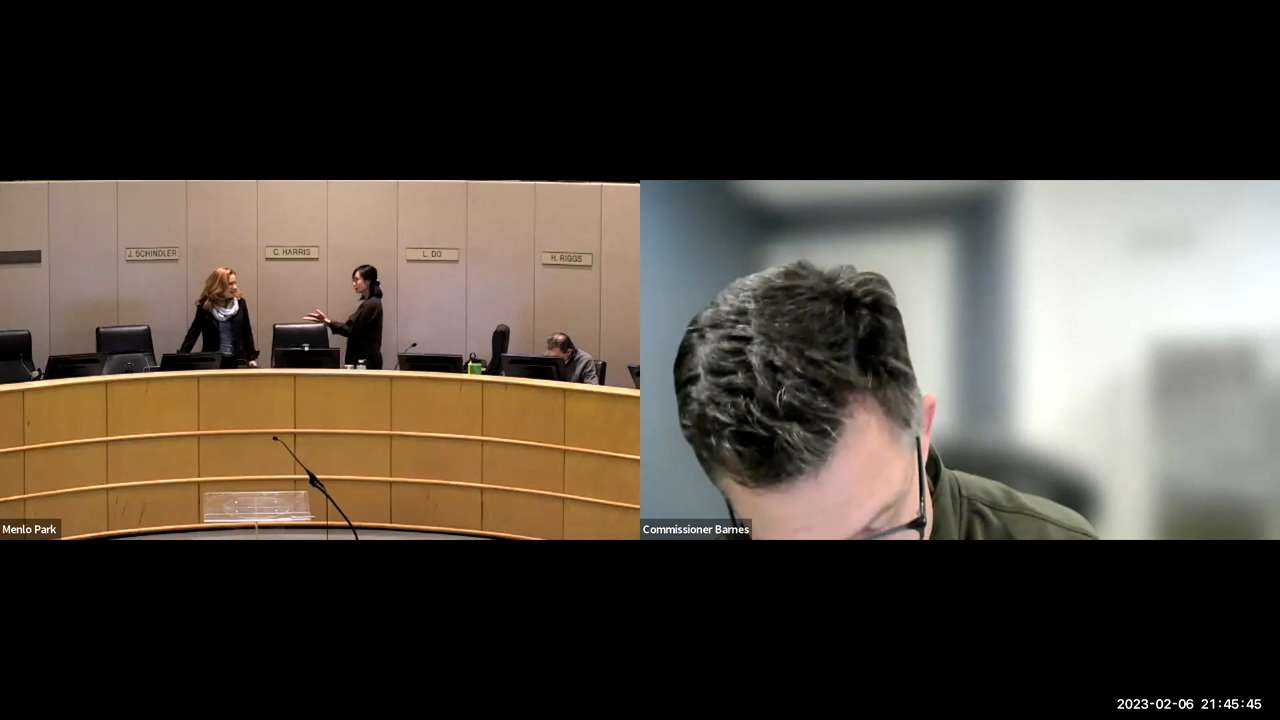 J. SCHINDLER
C. HARRIS
L. DO
H. RIGGS
Menlo Park
Commissioner Barnes
2023-02-06 21:45:45